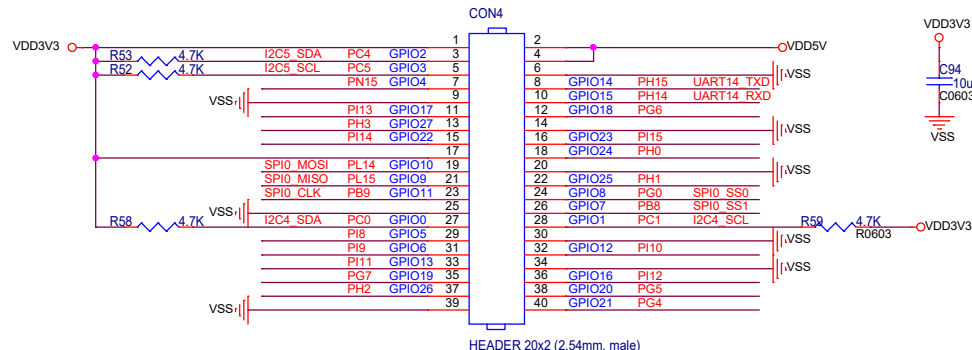 CON4
VDD3V3 1 2 VDD5V VDD3V3
R53 4.7K I2C5_SDA PC4 GPIO2 3 4
R52 4.7K I2C5_SCL PC5 GPIO3 5 6 VSS
PN15 GPIO4 7 8 GPIO14 PH15 UART14_TXD
VSS 9 10 GPIO15 PH14 UART14_RXD
PI13 GPIO17 11 12 GPIO18 PG6
PH3 GPIO27 13 14 VSS
PI14 GPIO22 15 16 GPIO23 PI15
17 18 GPIO24 PH0
SPI0_MOSI PL14 GPIO10 19 20 VSS
SPI0_MISO PL15 GPIO9 21 22 GPIO25 PH1
SPI0_CLK PB9 GPIO11 23 24 GPIO8 PG0 SPI0_SS0
VSS 25 26 GPIO7 PB8 SPI0_SS1
R58 4.7K I2C4_SDA PC0 GPIO0 27 28 GPIO1 PC1 I2C4_SCL R59 4.7K VDD3V3
R0603
PI8 GPIO5 29 30 VSS
PI9 GPIO6 31 32 GPIO12 PI10
PI11 GPIO13 33 34 VSS
PG7 GPIO19 35 36 GPIO16 PI12
PH2 GPIO26 37 38 GPIO20 PG5
VSS 39 40 GPIO21 PG4
HEADER 20x2 (2.54mm, male)
C94
10u
C0603
VSS